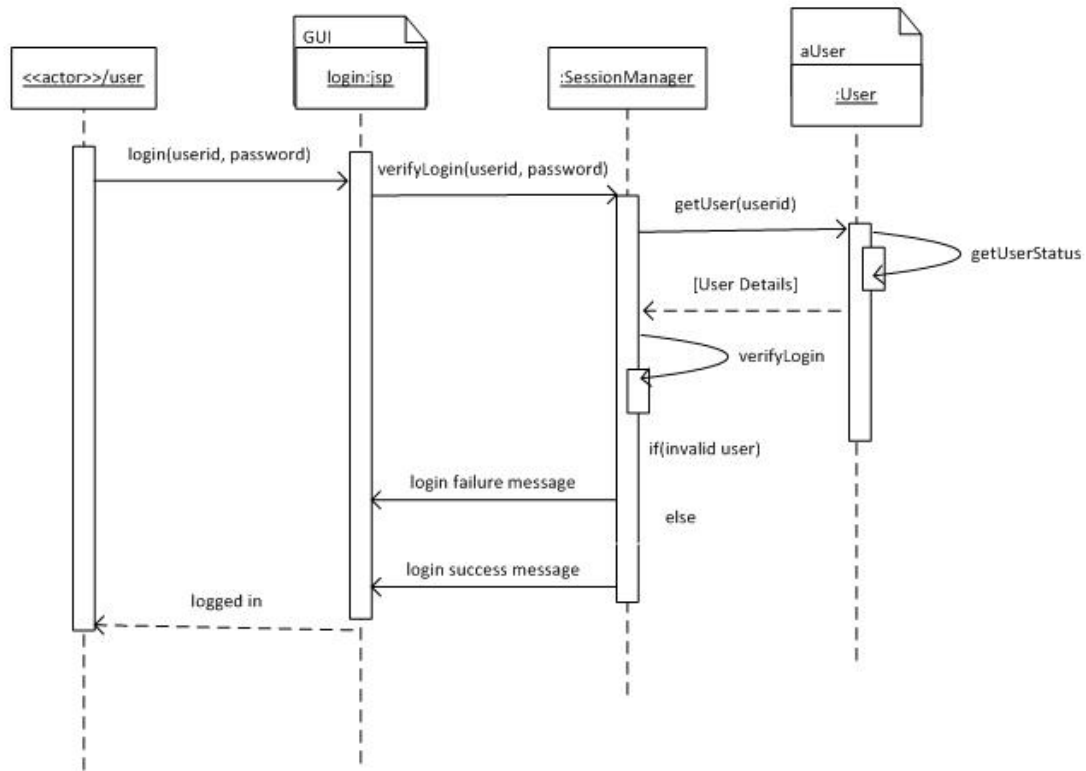 GUI
aUser
<<actor>>/user
login:jsp
:SessionManager
:User
login(userid, password)
verifyLogin(userid, password)
getUser(userid)
getUserStatus
[User Details]
verifyLogin
if(invalid user)
login failure message
else
login success message
logged in